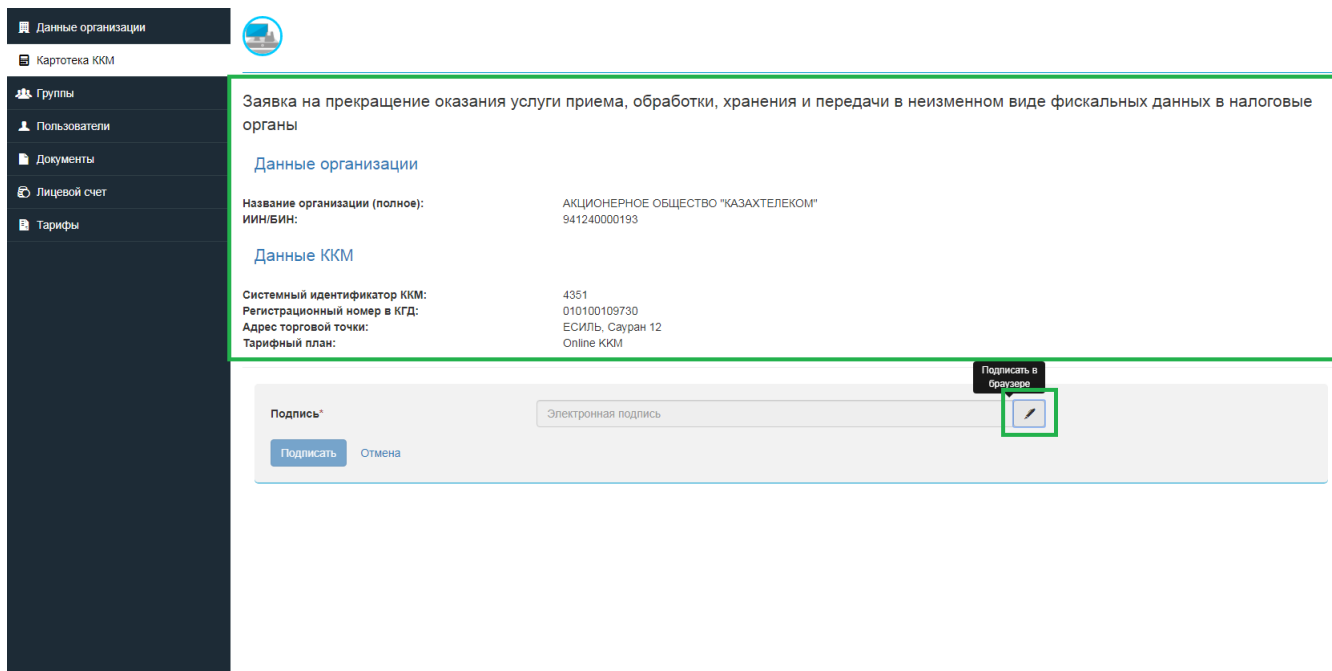 Данные организации
Картотека ККМ
Группы
Пользователи
Документы
Лицевой счет
Тарифы
Заявка на прекращение оказания услуги приема, обработки, хранения и передачи в неизменном виде фискальных данных в налоговые
органы
Данные организации
Название организации (полное): АКЦИОНЕРНОЕ ОБЩЕСТВО "КАЗАХТЕЛЕКОМ"
ИИН/БИН: 941240000193
Данные ККМ
Системный идентификатор ККМ: 4351
Регистрационный номер в КГД: 010100109730
Адрес торговой точки: ЕСИЛЬ, Сауран 12
Тарифный план: Online ККМ
Подписать в
браузере
Подпись* Электронная подпись
Подписать Отмена